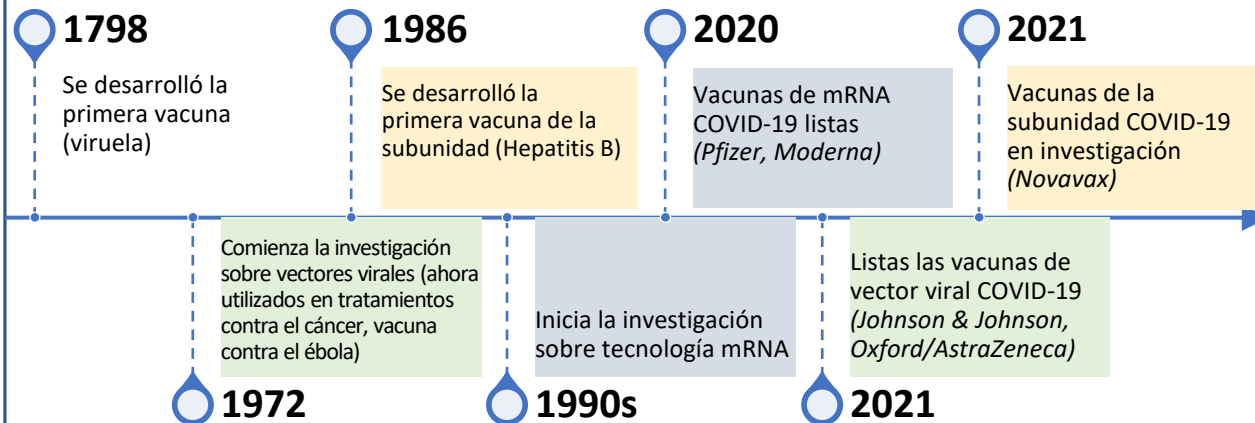 1798
Se desarrolló la
primera vacuna
(viruela)
1986
Se desarrolló la
primera vacuna de la
subunidad (Hepatitis B)
2020
Vacunas de mRNA
COVID-19 listas
(Pfizer, Moderna)
2021
Vacunas de la
subunidad COVID-19
en investigación
(Novavax)
Comienza la investigación
sobre vectores virales (ahora
utilizados en tratamientos
contra el cáncer, vacuna
contra el ébola)
1972
Inicia la investigación
sobre tecnología mRNA
1990s
Listas las vacunas de
vector viral COVID-19
(Johnson & Johnson,
Oxford/AstraZeneca)
2021